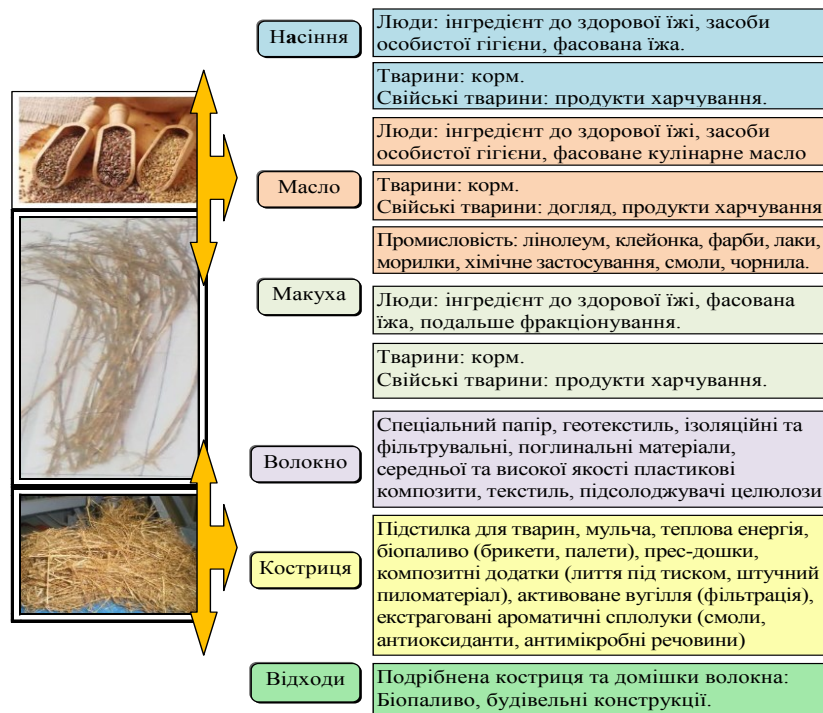 Насіння
Люди: інгредієнт до здорової їжі, засоби
особистої гігієни, фасована їжа.
Тварини: корм.
Свійські тварини: продукти харчування.
Масло
Люди: інгредієнт до здорової їжі, засоби
особистої гігієни, фасоване кулінарне масло
Тварини: корм.
Свійські тварини: догляд, продукти харчування
Промисловість: лінолеум, клейонка, фарби, лаки,
морилки, хімічне застосування, смоли, чорнила.
Макуха
Люди: інгредієнт до здорової їжі, фасована
їжа, подальше фракціонування.
Тварини: корм.
Свійські тварини: продукти харчування.
Волокно
Спеціальний папір, геотекстиль, ізоляційні та
фільтрувальні, поглинальні матеріали,
середньої та високої якості пластикові
композити, текстиль, підсолоджувачі целюлози
Костриця
Підстилка для тварин, мульча, теплова енергія,
біопаливо (брикети, палети), прес-дошки,
композитні додатки (лиття під тиском, штучний
пиломатеріал), активоване вугілля (фільтрація),
екстраговані ароматичні сплолуки (смоли,
антиоксиданти, антимікробні речовини)
Відходи
Подрібнена костриця та домішки волокна:
Біопаливо, будівельні конструкції.